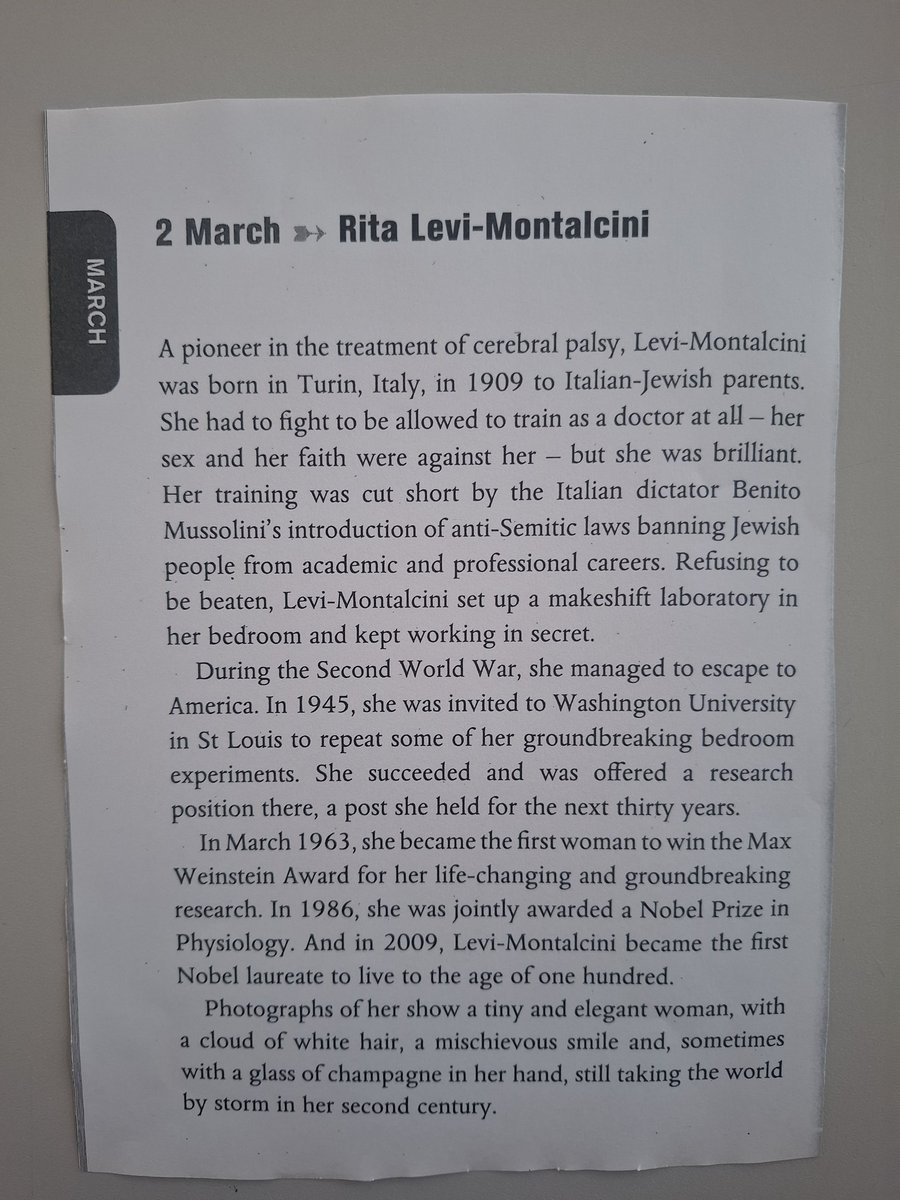 2 March ➳ Rita Levi-Montalcini
MARCH
A pioneer in the treatment of cerebral palsy, Levi-Montalcini
was born in Turin, Italy, in 1909 to Italian-Jewish parents.
She had to fight to be allowed to train as a doctor at all – her
sex and her faith were against her – but she was brilliant.
Her training was cut short by the Italian dictator Benito
Mussolini's introduction of anti-Semitic laws banning Jewish
people from academic and professional careers. Refusing to
be beaten, Levi-Montalcini set up a makeshift laboratory in
her bedroom and kept working in secret.
During the Second World War, she managed to escape to
America. In 1945, she was invited to Washington University
in St Louis to repeat some of her groundbreaking bedroom
experiments. She succeeded and was offered a research
position there, a post she held for the next thirty years.
In March 1963, she became the first woman to win the Max
Weinstein Award for her life-changing and groundbreaking
research. In 1986, she was jointly awarded a Nobel Prize in
Physiology. And in 2009, Levi-Montalcini became the first
Nobel laureate to live to the age of one hundred.
Photographs of her show a tiny and elegant woman, with
a cloud of white hair, a mischievous smile and, sometimes
with a glass of champagne in her hand, still taking the world
by storm in her second century.